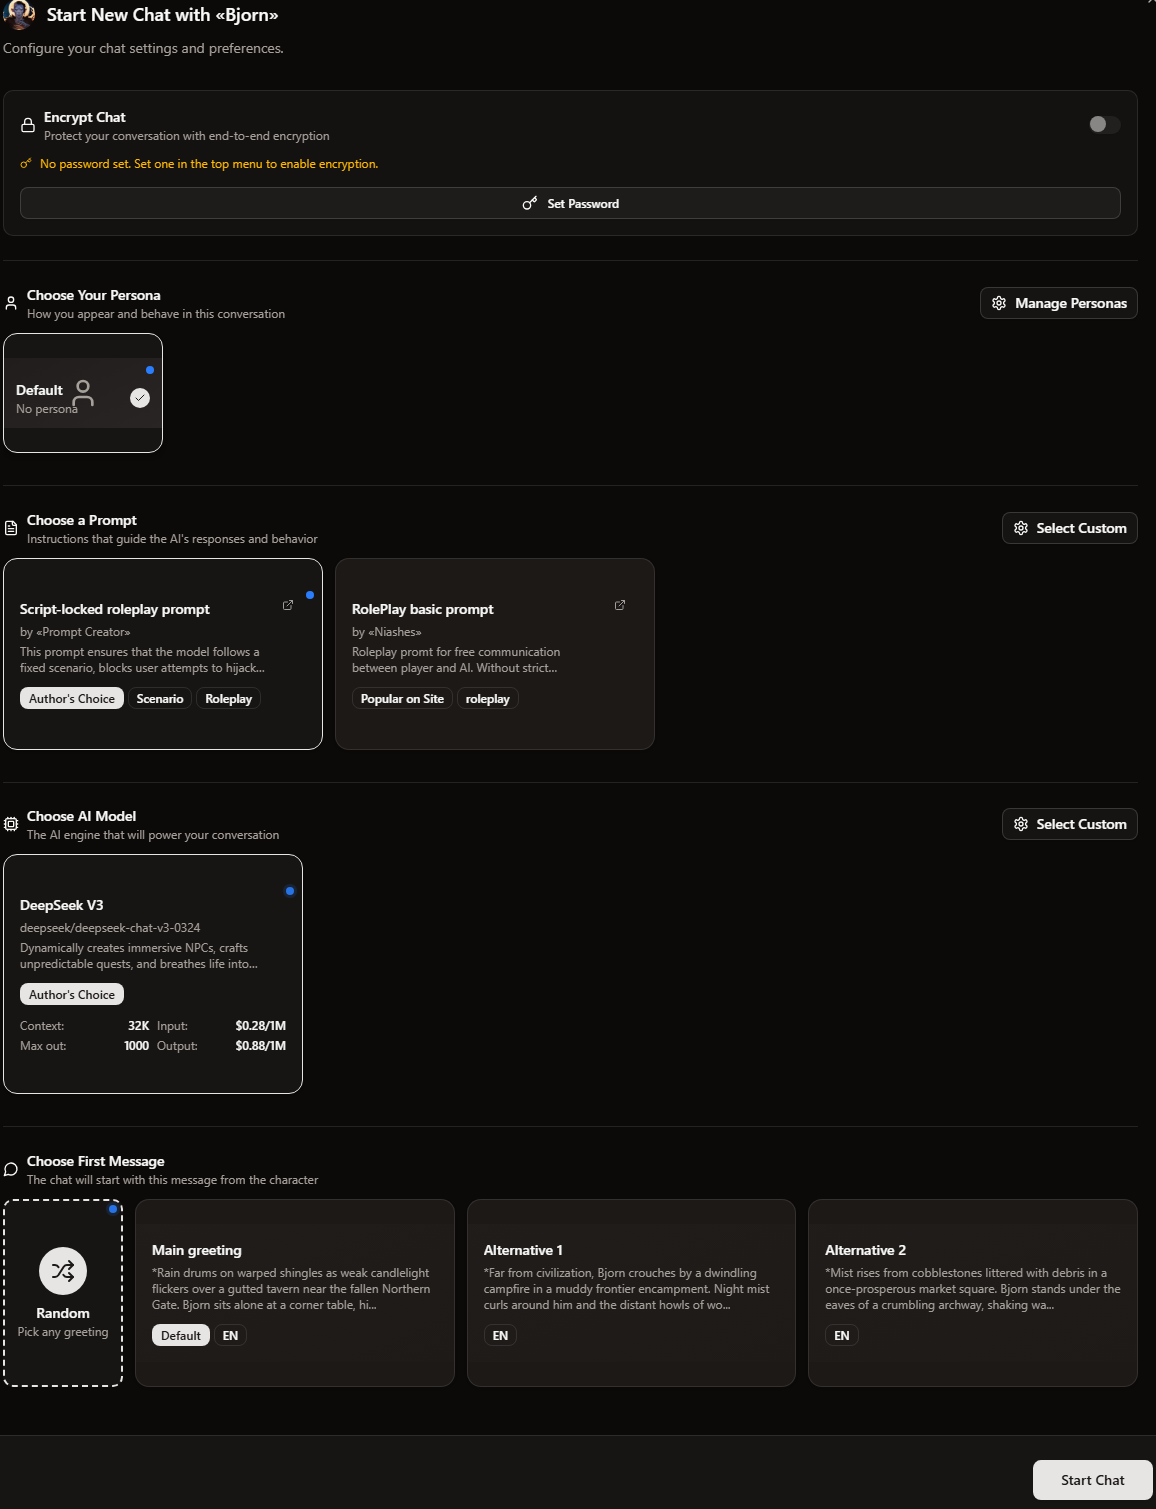 Start New Chat with «Bjorn»
Configure your chat settings and preferences.
Encrypt Chat
Protect your conversation with end-to-end encryption
No password set. Set one in the top menu to enable encryption.
Set Password
Choose Your Persona
How you appear and behave in this conversation
Manage Personas
Default
No persona
Choose a Prompt
Instructions that guide the AI's responses and behavior
Select Custom
Script-locked roleplay prompt
by «Prompt Creator»
This prompt ensures that the model follows a
fixed scenario, blocks user attempts to hijack...
Author's Choice Scenario Roleplay
RolePlay basic prompt
by «Niashes»
Roleplay promt for free communication
between player and AI. Without strict...
Popular on Site roleplay
Choose AI Model
The AI engine that will power your conversation
Select Custom
DeepSeek V3
deepseek/deepseek-chat-v3-0324
Dynamically creates immersive NPCs, crafts
unpredictable quests, and breathes life into...
Author's Choice
Context: 32K Input: $0.28/1M
Max out: 1000 Output: $0.88/1M
Choose First Message
The chat will start with this message from the character
Random
Pick any greeting
Main greeting
*Rain drums on warped shingles as weak candlelight
flickers over a gutted tavern near the fallen Northern
Gate. Bjorn sits alone at a corner table, hi...
Default EN
Alternative 1
*Far from civilization, Bjorn crouches by a dwindling
campfire in a muddy frontier encampment. Night mist
curls around him and the distant howls of wo...
EN
Alternative 2
*Mist rises from cobblestones littered with debris in a
once-prosperous market square. Bjorn stands under the
eaves of a crumbling archway, shaking wa...
EN
Start Chat